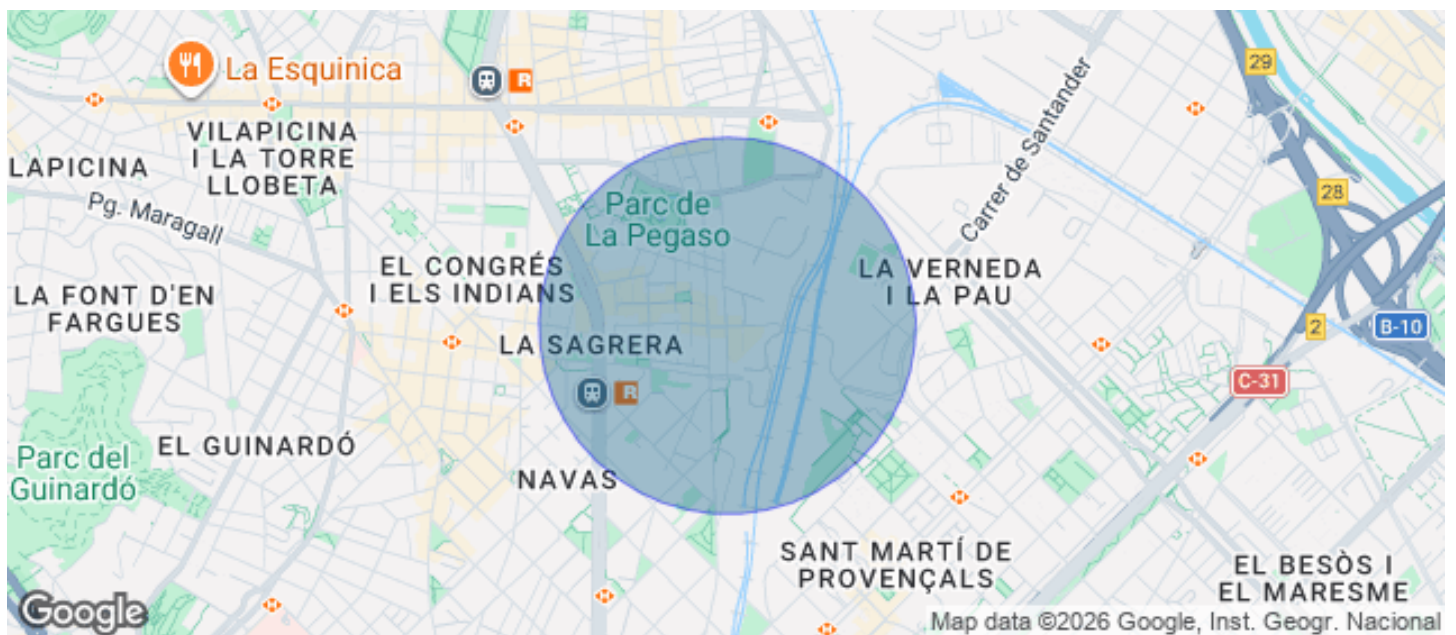 29
La Esquinica
R
VILAPICINA
I LA TORRE
LLOBETA
LAPICINA
Pg. Maragall
Carrer de Santander
28
Parc de
La Pegaso
EL CONGRÉS
I ELS INDIANS
LA VERNEDA
I LA PAU
LA FONT D'EN
FARGUES
2
B-10
LA SAGRERA
C-31
R
EL GUINARDÓ
Parc del
Guinardó
NAVAS
SANT MARTÍ DE
PROVENÇALS
EL BESÒS I
EL MARESME
Google
Map data ©2026 Google, Inst. Geogr. Nacional